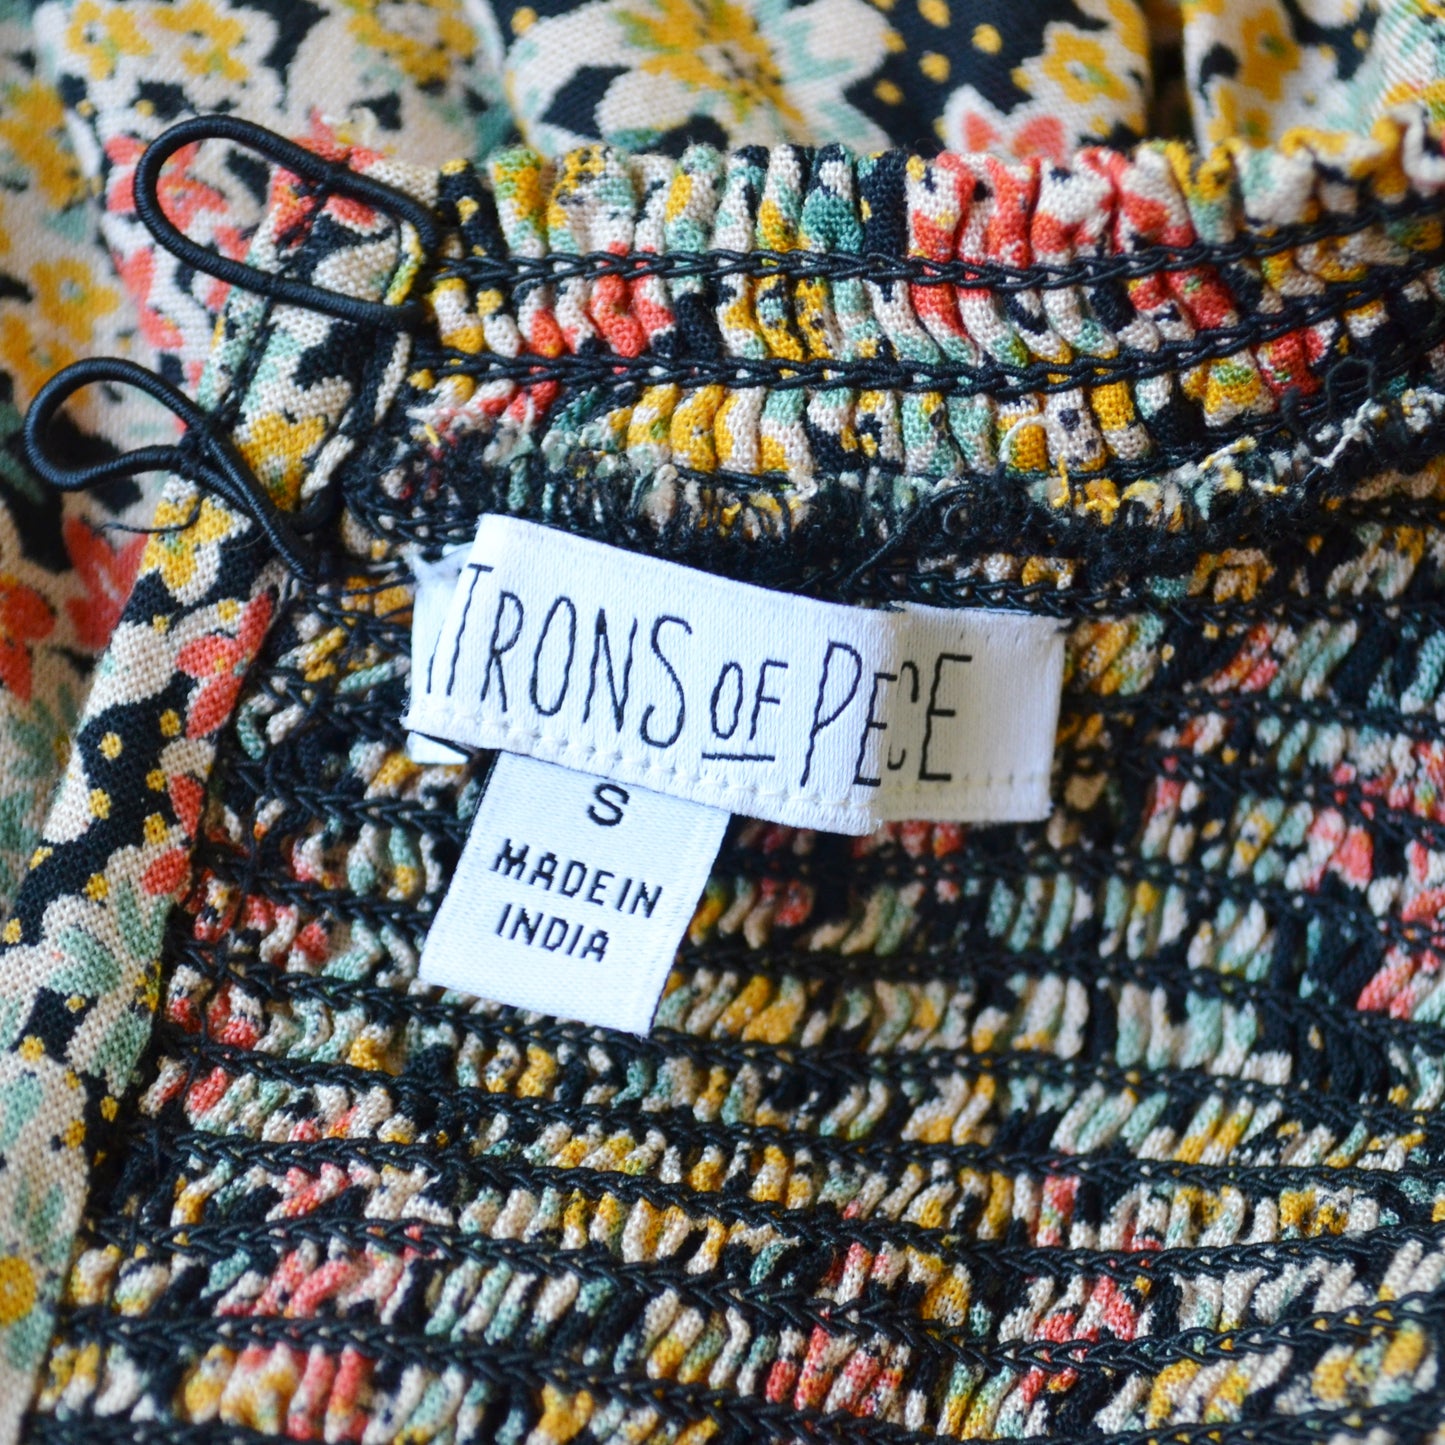 TRONS OF PECE
S
MADE IN
INDIA